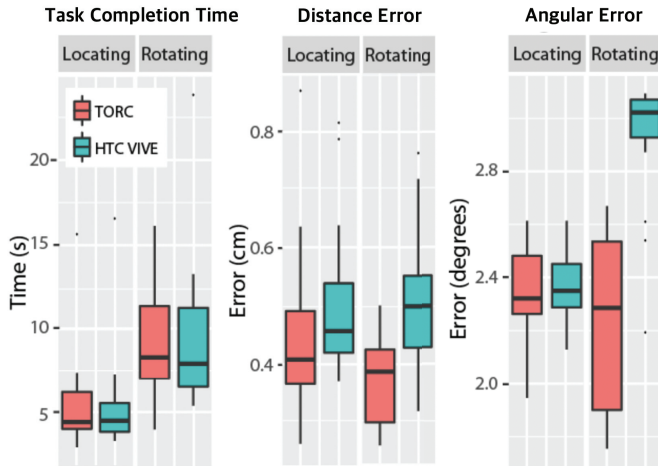 Task Completion Time
Locating Rotating
TORC
HTC VIVE
20
15
10
5
Time (s)
Distance Error
Locating Rotating
0.8
0.6
0.4
Error (cm)
Angular Error
Locating Rotating
2.8
2.4
2.0
Error (degrees)